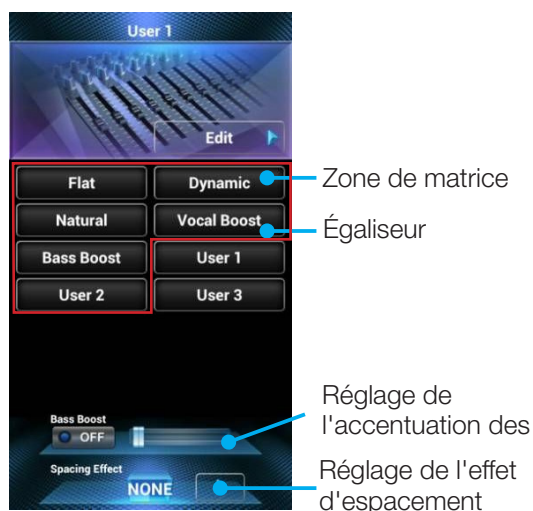 User 1
Edit
Flat
Dynamic
Zone de matrice
Natural
Vocal Boost
Égaliseur
Bass Boost
User 1
User 2
User 3
Réglage de
l'accentuation des
Bass Boost
OFF
Réglage de l'effet
d'espacement
Spacing Effect
NONE